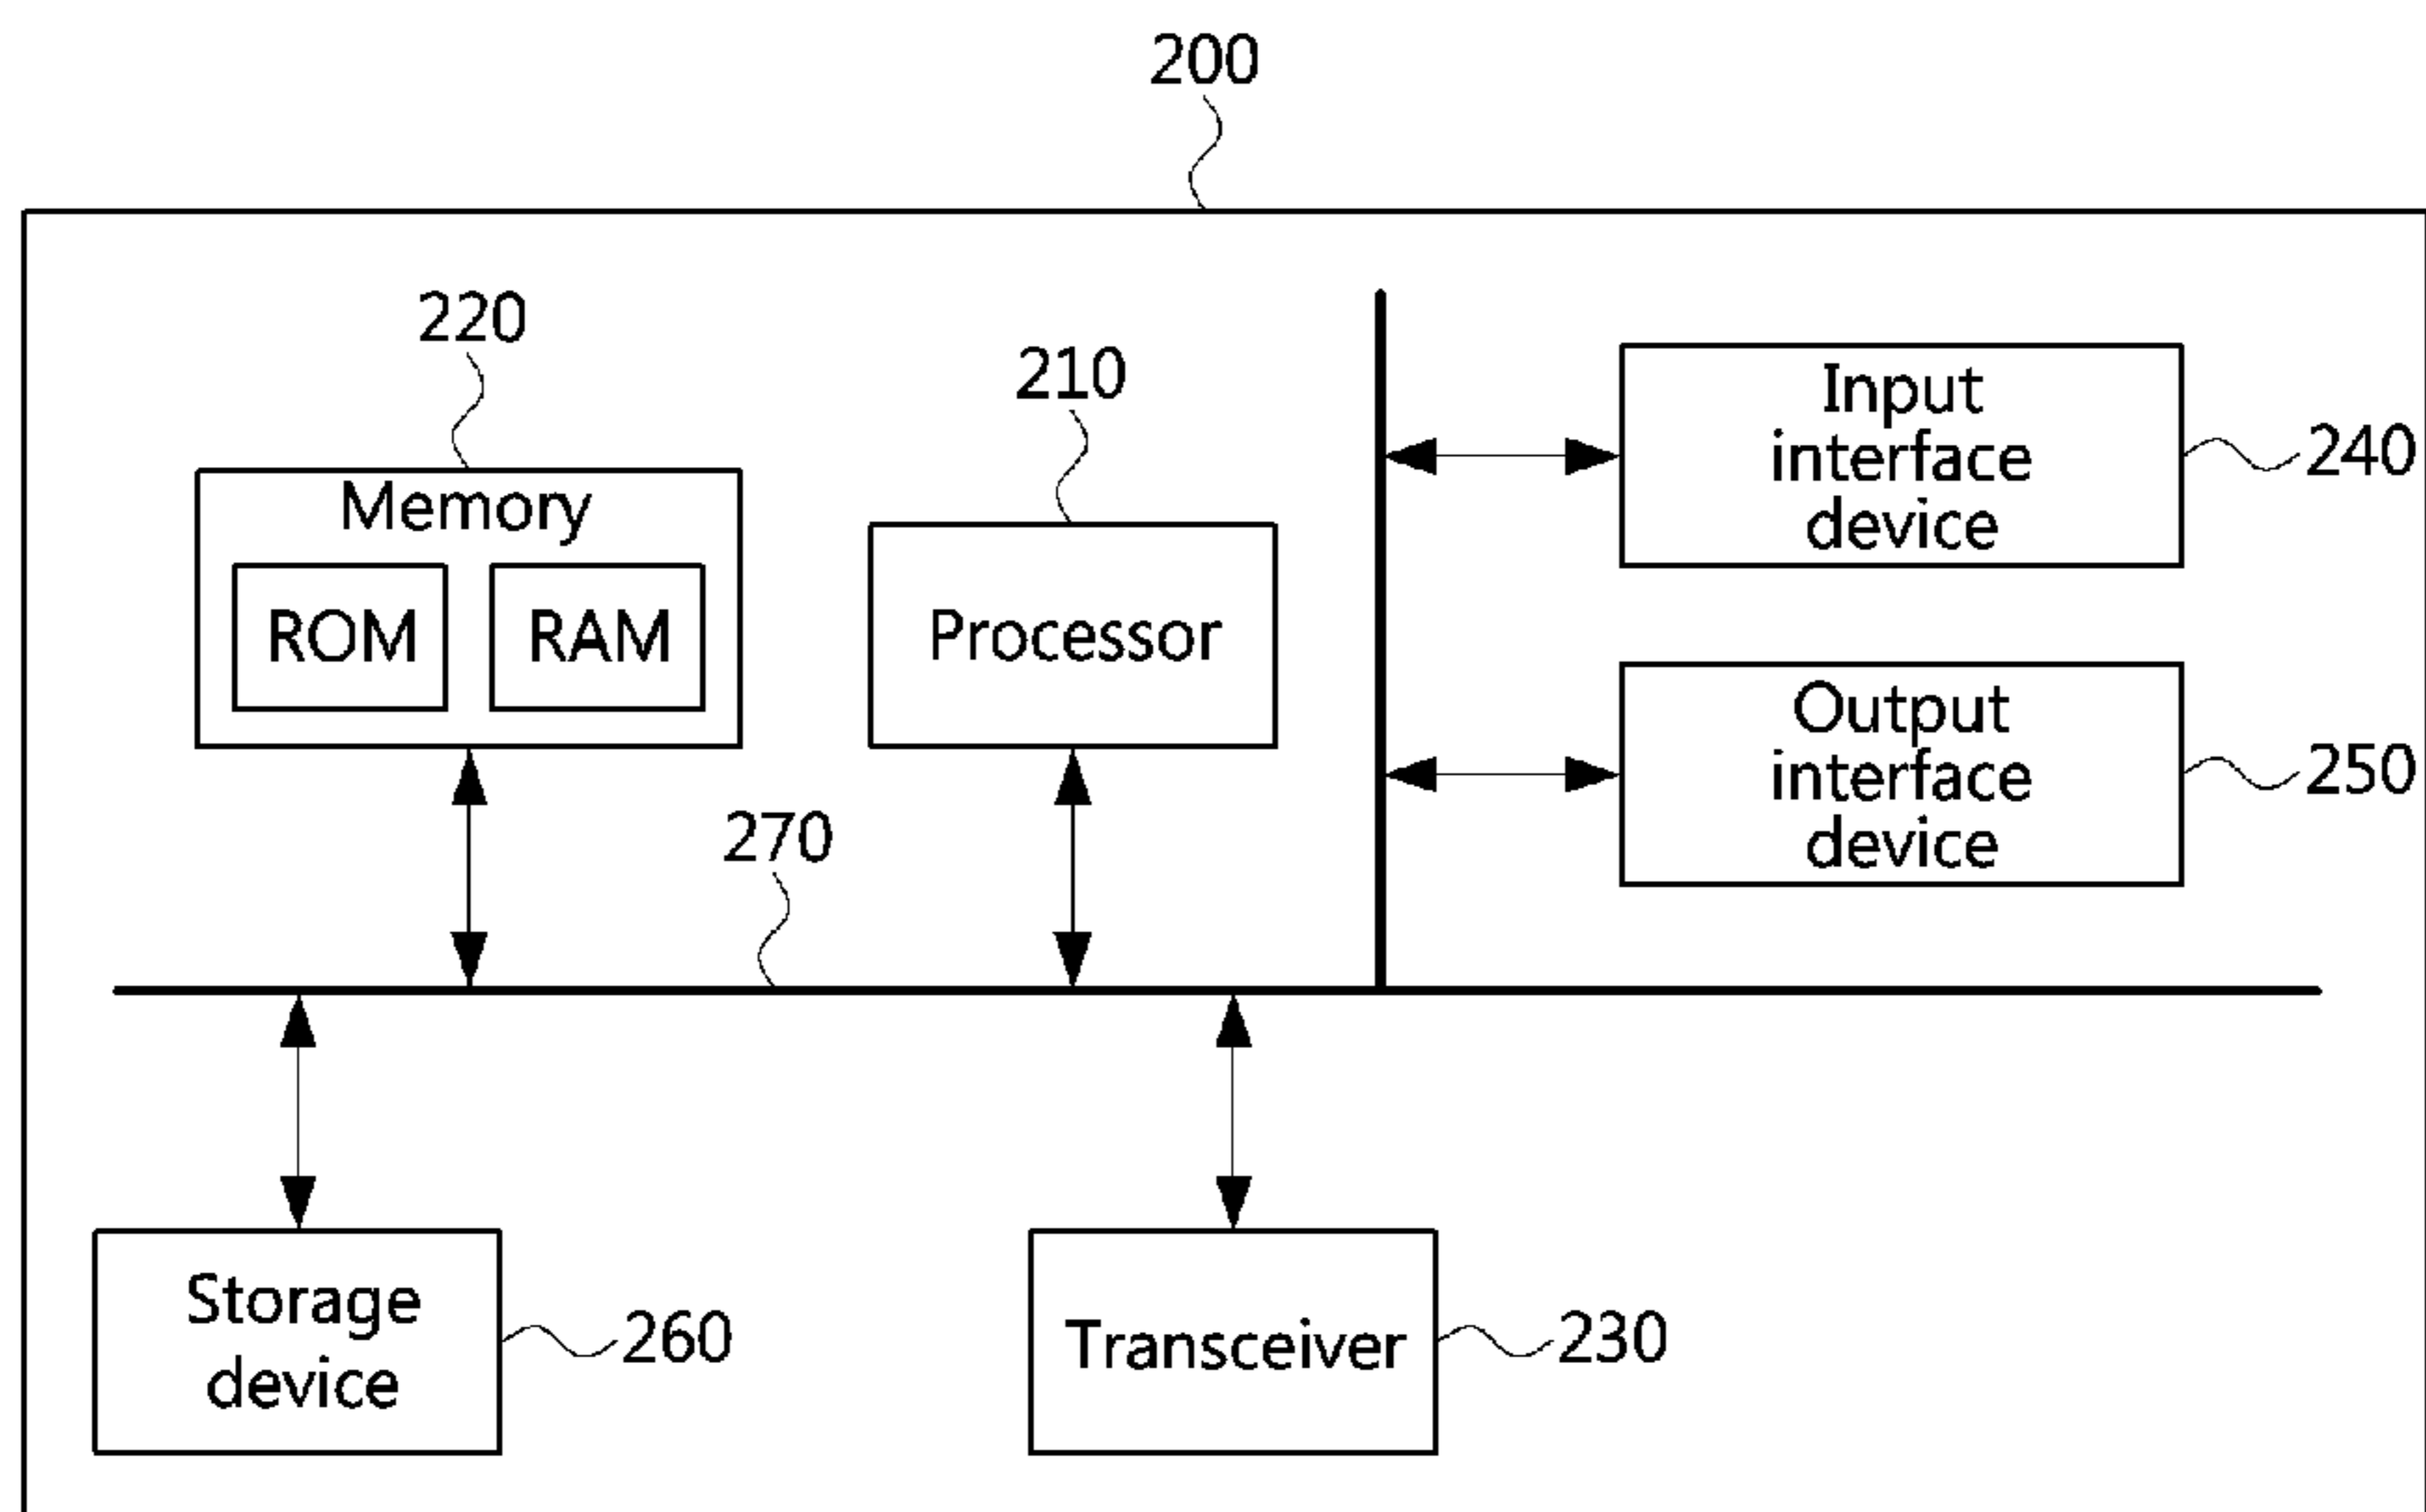 200
220
210
Memory
ROM RAM
Processor
Input
interface
device
240
Output
interface
device
250
270
Storage
device
260
Transceiver
230